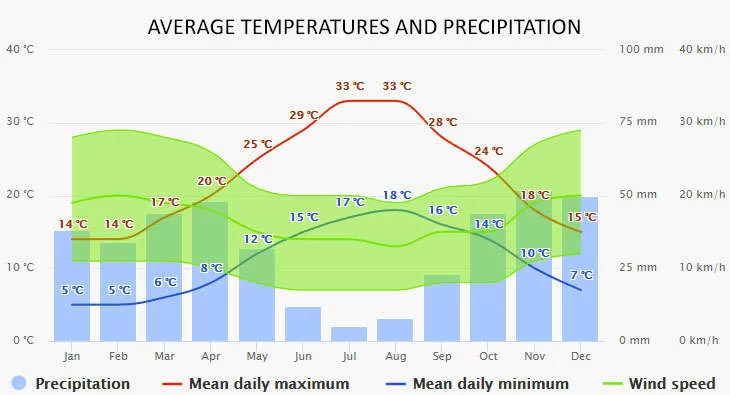 AVERAGE TEMPERATURES AND PRECIPITATION
40 °C 100 mm 40 km/h
33 °C 33 °C
29 °C
30 °C 28 °C 75 mm 30 km/h
25 °C 24 °C
20 °C
20 °C 17 °C 17 °C 18 °C 18 °C 50 mm 20 km/h
14 °C 14 °C 15 °C 16 °C 14 °C 15 °C
12 °C
10 °C 8 °C 10 °C 25 mm 10 km/h
5 °C 5 °C 6 °C 7 °C
0 °C 0 mm 0 km/h
Jan Feb Mar Apr May Jun Jul Aug Sep Oct Nov Dec
Precipitation Mean daily maximum Mean daily minimum Wind speed